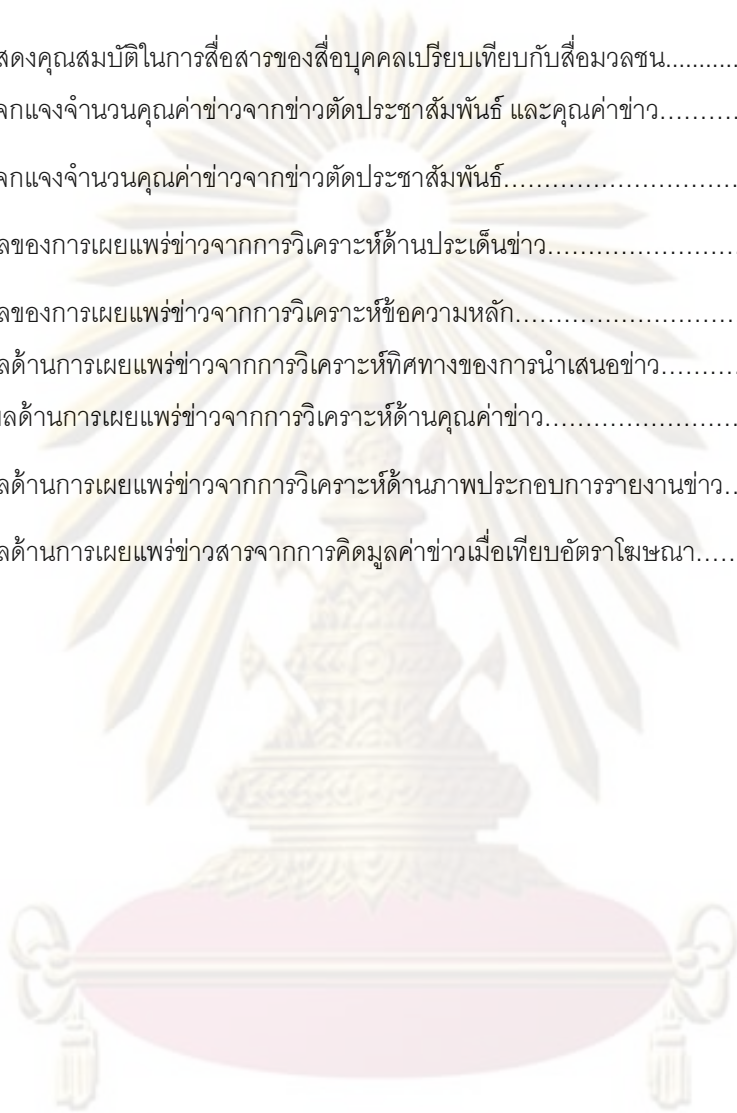 สดงคุณสมบัติในการสื่อสารของสื่อบุคคลเปรียบเทียบกับสื่อมวลชน...........
จกแจงจำนวนคุณค่าข่าวจากข่าวตัดประชาสัมพันธ์ และคุณค่าข่าว..........
จกแจงจำนวนคุณค่าข่าวจากข่าวตัดประชาสัมพันธ์..........................
ลของการเผยแพร่ข่าวจากการวิเคราะห์ด้านประเด็นข่าว......................
ลของการเผยแพร่ข่าวจากการวิเคราะห์ข้อความหลัก.........................
ลด้านการเผยแพร่ข่าวจากการวิเคราะห์ทิศทางของการนำเสนอข่าว..........
ผลด้านการเผยแพร่ข่าวจากการวิเคราะห์ด้านคุณค่าข่าว......................
ลด้านการเผยแพร่ข่าวจากการวิเคราะห์ด้านภาพประกอบการรายงานข่าว...
ลด้านการเผยแพร่ข่าวสารจากการคิดมูลค่าข่าวเมื่อเทียบอัตราโฆษณา......